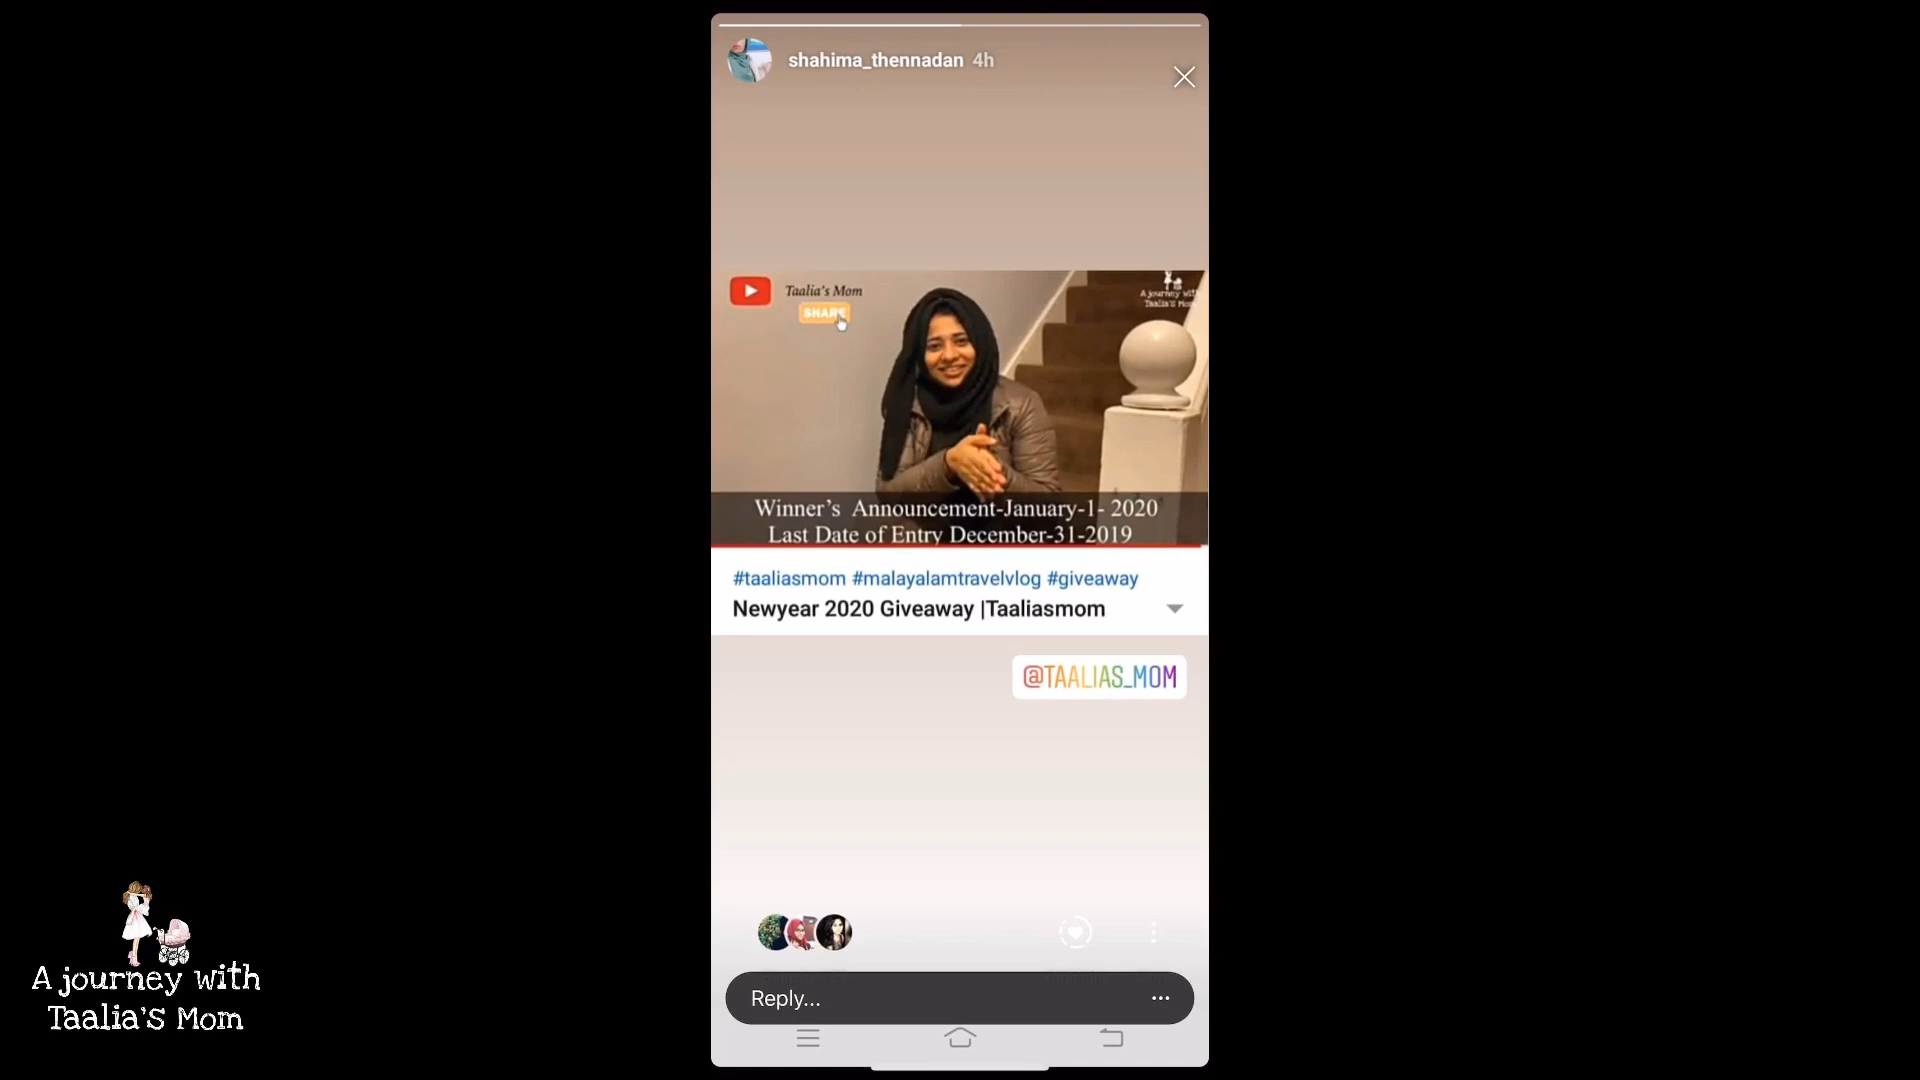 shahima_thennadan 4h
Taalia's Mom
SHARE
A journey with
Taalia's Mom
Winner's Announcement-January-1- 2020
Last Date of Entry December-31-2019
#taaliasmom #malayalamtravelvlog #giveaway
Newyear 2020 Giveaway |Taaliasmom
@TAALIAS_MOM
Reply...
A journey with
Taalia's Mom